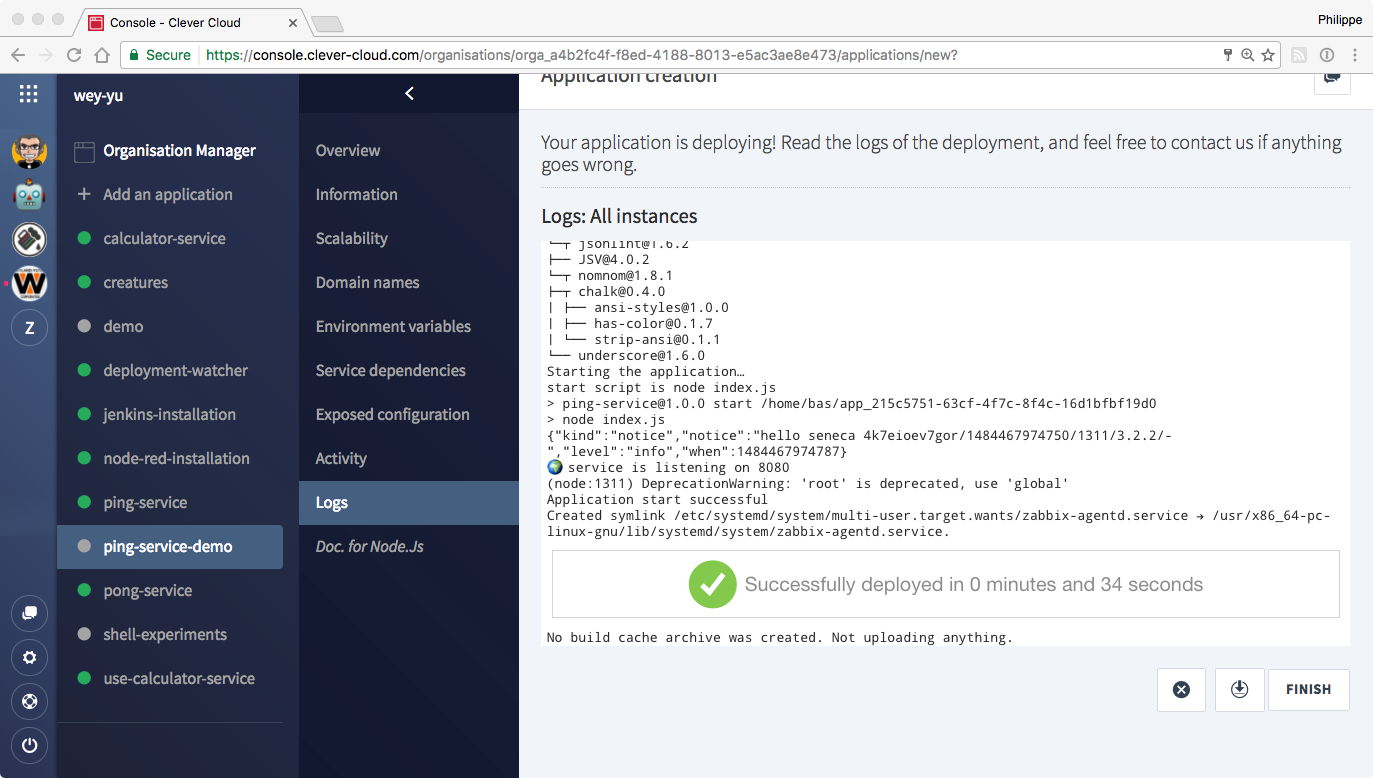 Console - Clever Cloud
Philippe
Secure https://console.clever-cloud.com/organisations/orga_a4b2fc4f-f8ed-4188-8013-e5ac3ae8e473/applications/new?
wey-yu
Organisation Manager
Add an application
calculator-service
creatures
demo
deployment-watcher
jenkins-installation
node-red-installation
ping-service
ping-service-demo
pong-service
shell-experiments
use-calculator-service
W
Z
Overview
Information
Scalability
Domain names
Environment variables
Service dependencies
Exposed configuration
Activity
Logs
Doc. for Node.Js
Application creation
Your application is deploying! Read the logs of the deployment, and feel free to contact us if anything
goes wrong.
Logs: All instances
└─┬ jsonlint@1.6.2
├── JSV@4.0.2
└─┬ nomnom@1.8.1
├─┬ chalk@0.4.0
│ ├── ansi-styles@1.0.0
│ ├── has-color@0.1.7
│ └── strip-ansi@0.1.1
└── underscore@1.6.0
Starting the application…
start script is node index.js
> ping-service@1.0.0 start /home/bas/app_215c5751-63cf-4f7c-8f4c-16d1bfbf19d0
> node index.js
{"kind":"notice","notice":"hello seneca 4k7eioev7gor/1484467974750/1311/3.2.2/-
","level":"info","when":1484467974787}
🌍 service is listening on 8080
(node:1311) DeprecationWarning: 'root' is deprecated, use 'global'
Application start successful
Created symlink /etc/systemd/system/multi-user.target.wants/zabbix-agentd.service → /usr/x86_64-pc-
linux-gnu/lib/systemd/system/zabbix-agentd.service.
Successfully deployed in 0 minutes and 34 seconds
No build cache archive was created. Not uploading anything.
FINISH